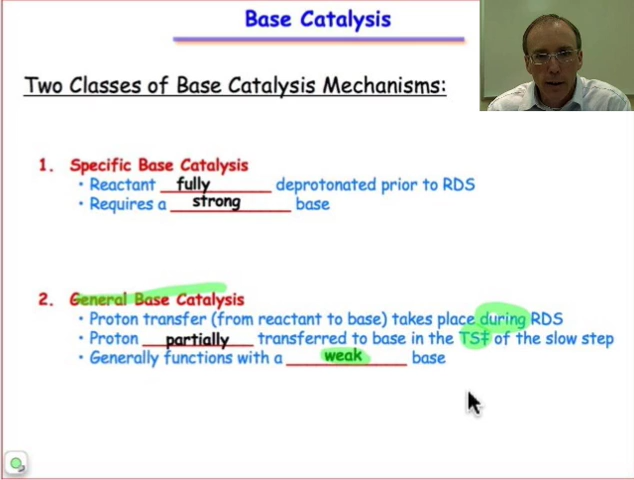 Base Catalysis
Two Classes of Base Catalysis Mechanisms:
1. Specific Base Catalysis
• Reactant fully deprotonated prior to RDS
• Requires a strong base
2. General Base Catalysis
• Proton transfer (from reactant to base) takes place during RDS
• Proton partially transferred to base in the TS‡ of the slow step
• Generally functions with a weak base